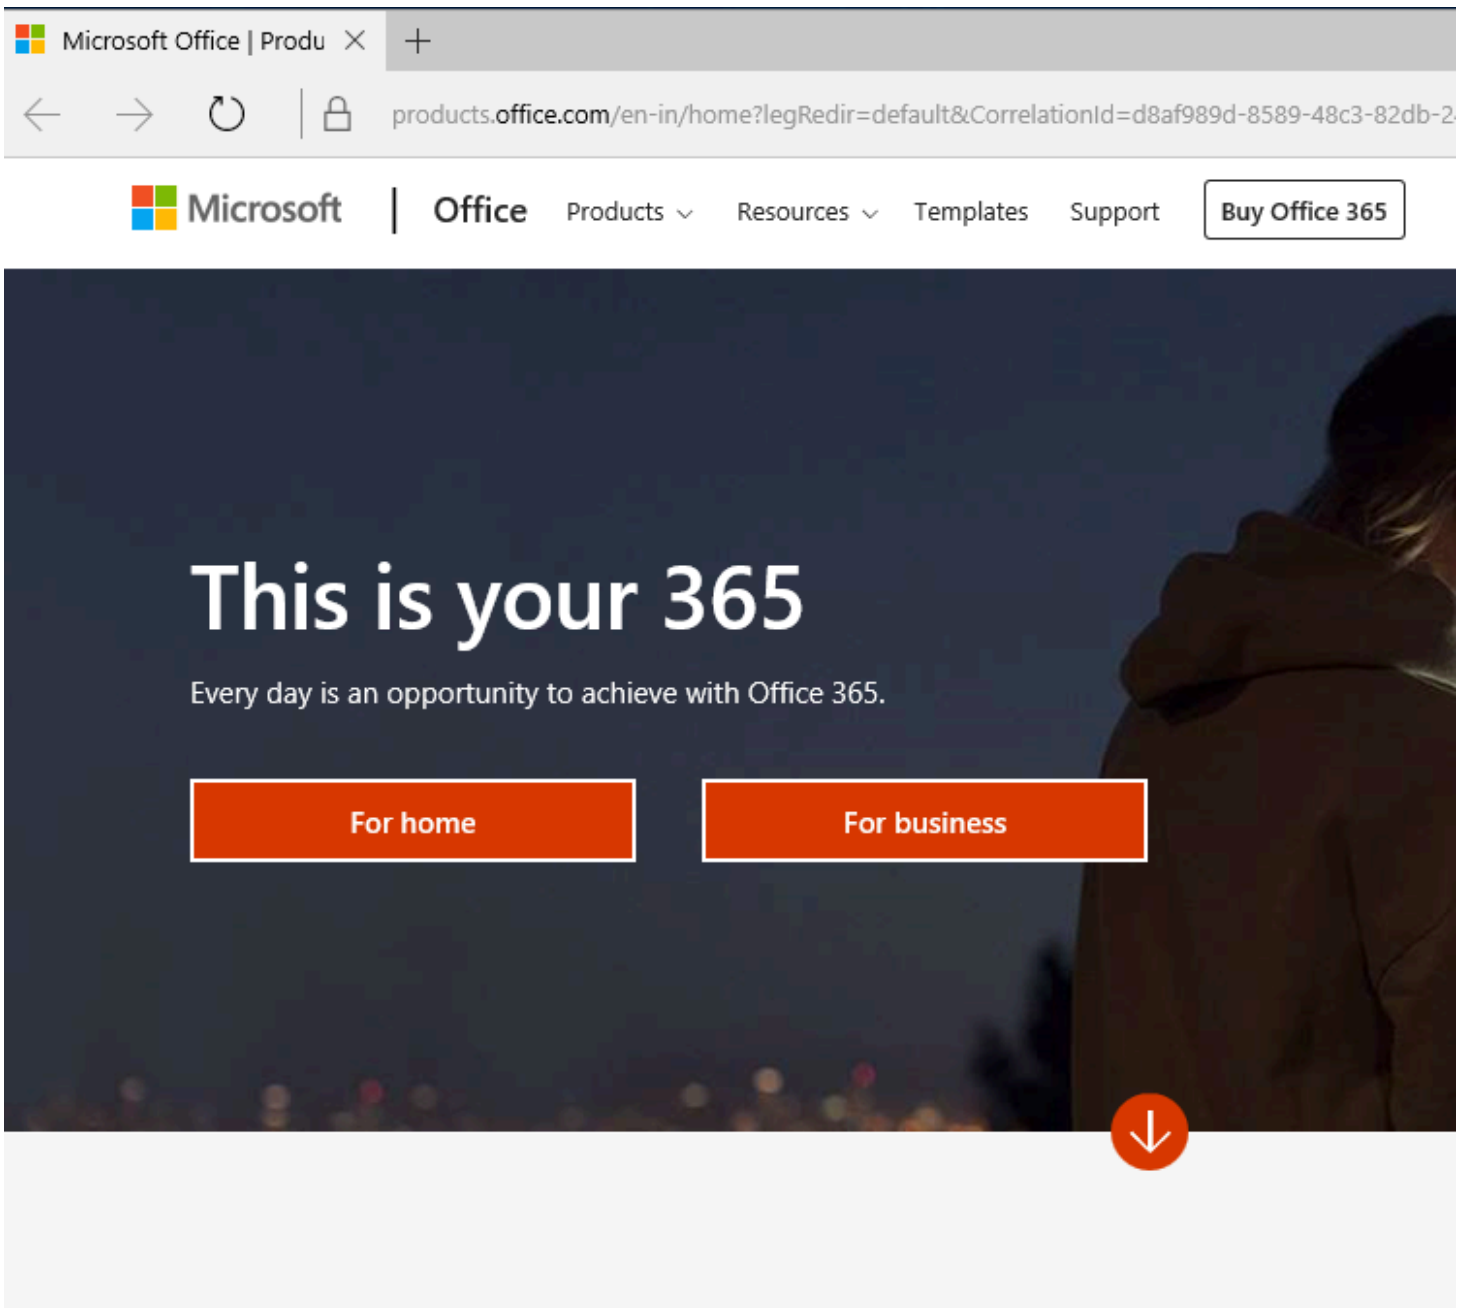 Microsoft Office | Produ
products.office.com/en-in/home?legRedir=default&CorrelationId=d8af989d-8589-48c3-82db-2
Microsoft | Office Products Resources Templates Support Buy Office 365
This is your 365
Every day is an opportunity to achieve with Office 365.
For home For business